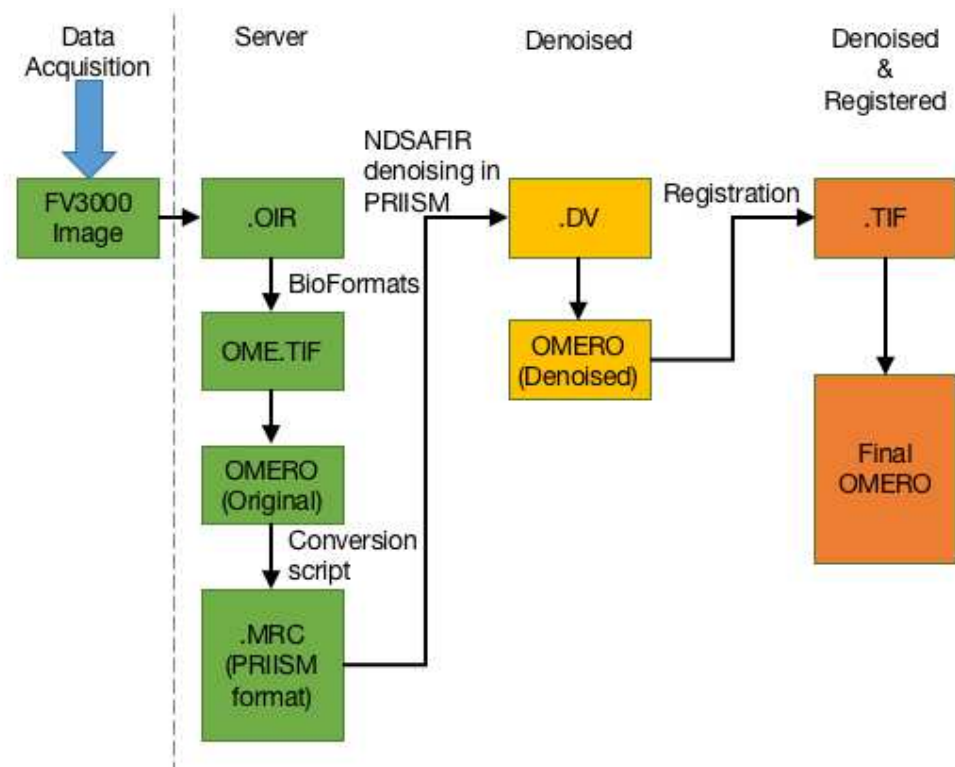 Data
Acquisition
Server
Denoised
Denoised
&
Registered
FV3000
Image
.OIR
BioFormats
OME.TIF
OMERO
(Original)
Conversion
script
.MRC
(PRIISM
format)
NDSAFIR
denoising in
PRIISM
.DV
OMERO
(Denoised)
Registration
.TIF
Final
OMERO